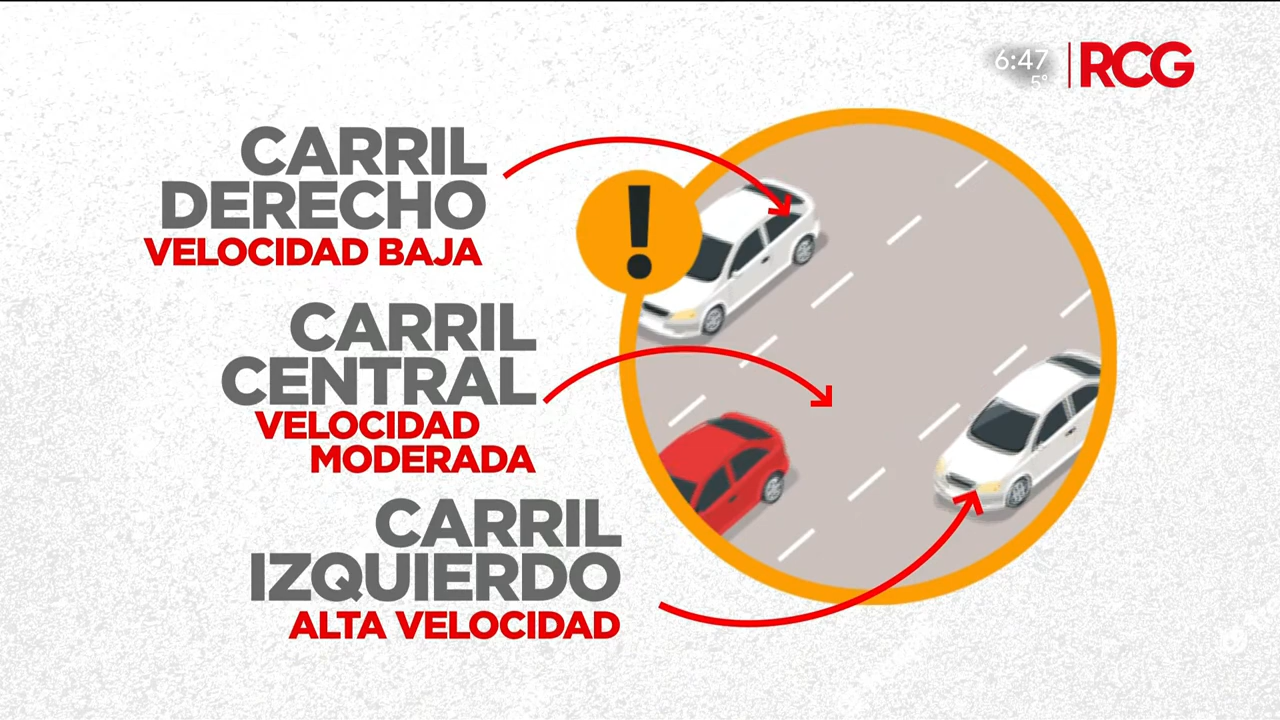 6:47
5°
RCG
CARRIL
DERECHO
VELOCIDAD BAJA
!
CARRIL
CENTRAL
VELOCIDAD
MODERADA
CARRIL
IZQUIERDO
ALTA VELOCIDAD